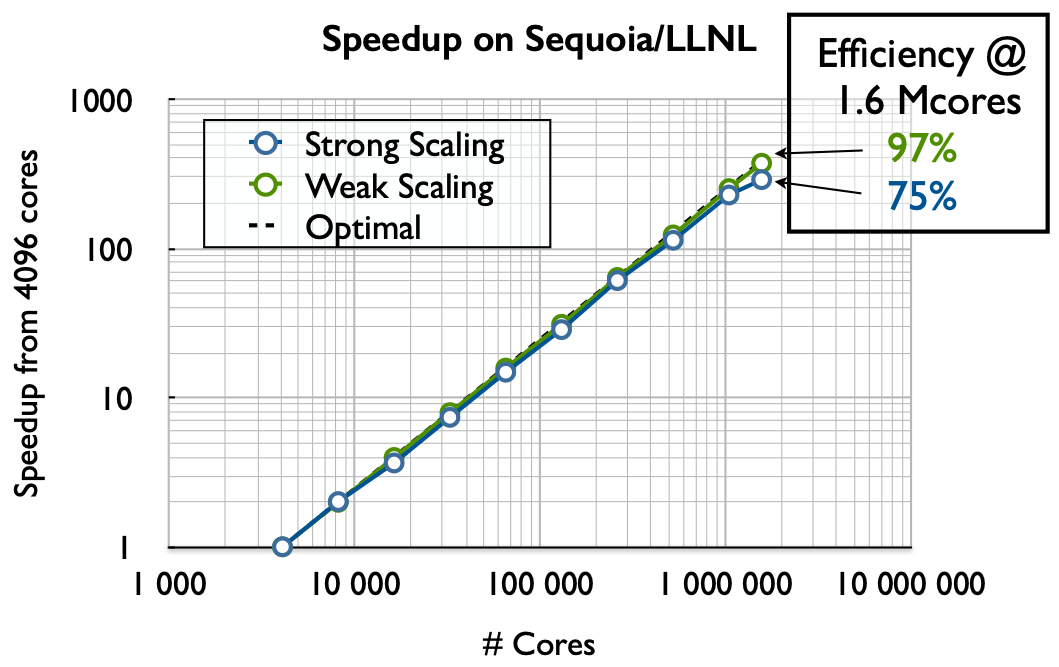 Speedup on Sequoia/LLNL
Efficiency @
1.6 Mcores
97%
75%
Strong Scaling
Weak Scaling
Optimal
Speedup from 4096 cores
1000
100
10
1
1 000
10 000
100 000
1 000 000
10 000 000
# Cores